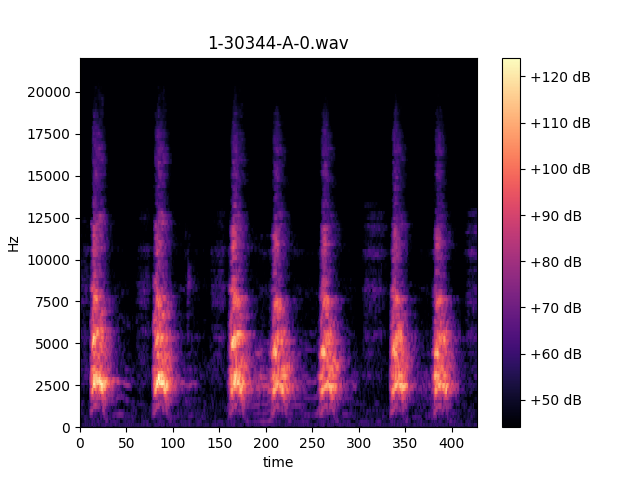 1-30344-A-0.wav
20000
17500
15000
12500
10000
7500
5000
2500
0
Hz
0 50 100 150 200 250 300 350 400
time
+120 dB
+110 dB
+100 dB
+90 dB
+80 dB
+70 dB
+60 dB
+50 dB